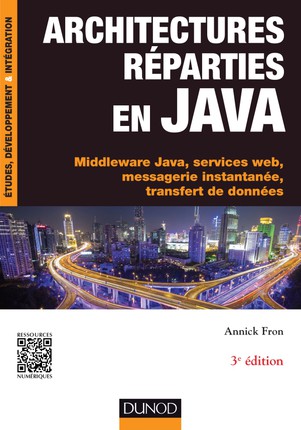 ÉTUDES, DÉVELOPPEMENT & INTÉGRATION
ARCHITECTURES
RÉPARTIES
EN JAVA
Middleware Java, services web,
messagerie instantanée,
transfert de données
Annick Fron
3e édition
RESSOURCES
NUMÉRIQUES
DUNOD